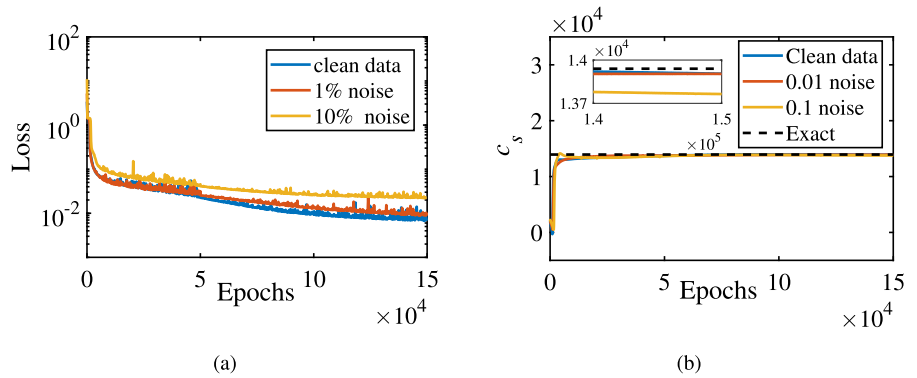 10^2
10^0
10^-2
Loss
0
5
10
15
Epochs
×10^4
clean data
1% noise
10% noise
(a)
×10^4
3
2
1
0
c_s
0
5
10
15
Epochs
×10^4
×10^4
1.4
1.37
1.4
1.5
×10^5
Clean data
0.01 noise
0.1 noise
Exact
(b)